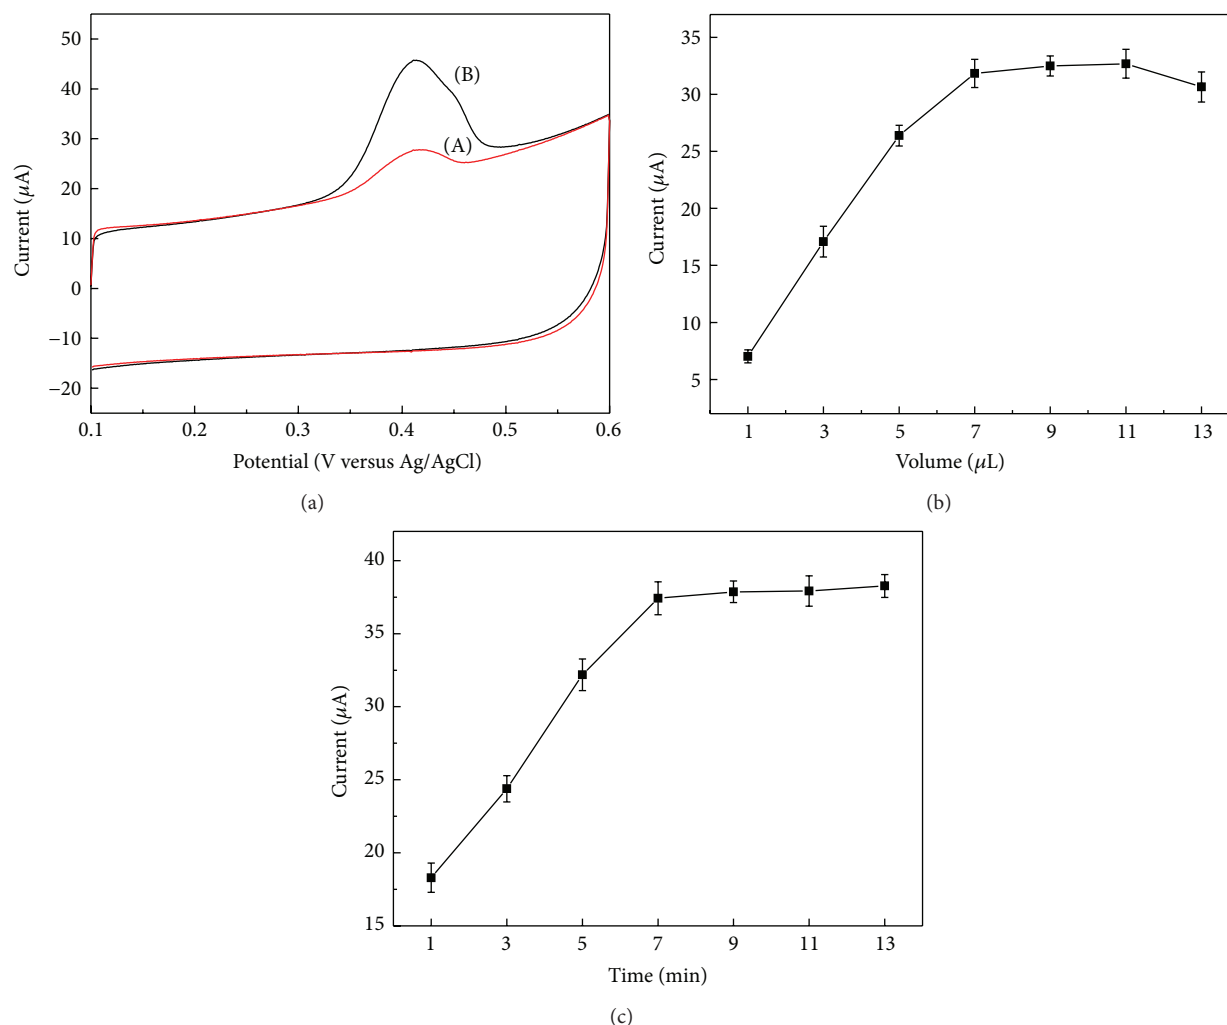 50
40
30
20
10
0
−10
−20
Current (μA)
(B)
(A)
0.1 0.2 0.3 0.4 0.5 0.6
Potential (V versus Ag/AgCl)
(a)
35
30
25
20
15
10
5
Current (μA)
1 3 5 7 9 11 13
Volume (μL)
(b)
40
35
30
25
20
15
Current (μA)
1 3 5 7 9 11 13
Time (min)
(c)